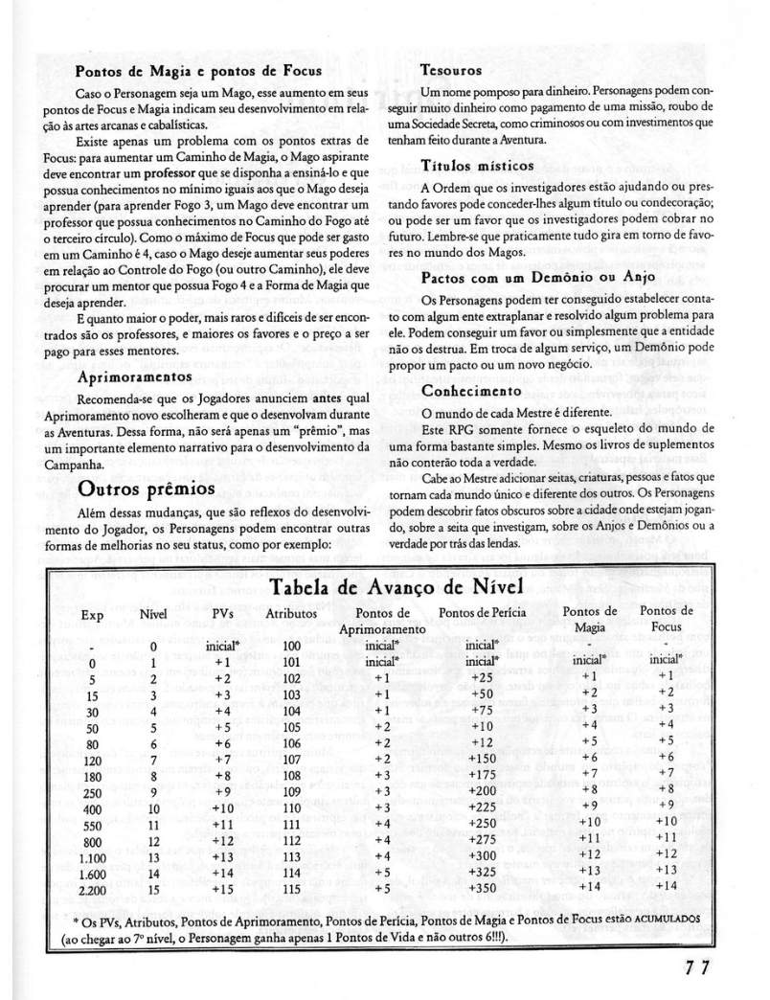 Pontos de Magia e pontos de Focus
Caso o Personagem seja um Mago, esse aumento em seus
pontos de Focus e Magia indicam seu desenvolvimento em rela-
ção às artes arcanas e cabalísticas.
Existe apenas um problema com os pontos extras de
Focus: para aumentar um Caminho de Magia, o Mago aspirante
deve encontrar um professor que se disponha a ensiná-lo e que
possua conhecimentos no mínimo iguais aos que o Mago deseja
aprender (para aprender Fogo 3, um Mago deve encontrar um
professor que possua conhecimentos no Caminho do Fogo até
o terceiro círculo). Como o máximo de Focus que pode ser gasto
em um Caminho é 4, caso o Mago deseje aumentar seus poderes
em relação ao Controle do Fogo (ou outro Caminho), ele deve
procurar um mentor que possua Fogo 4 e a Forma de Magia que
deseja aprender.
E quanto maior o poder, mais raros e difíceis de ser encon-
trados são os professores, e maiores os favores e o preço a ser
pago para esses mentores.
Aprimoramentos
Recomenda-se que os Jogadores anunciem antes qual
Aprimoramento novo escolheram e que o desenvolvam durante
as Aventuras. Dessa forma, não será apenas um "prêmio", mas
um importante elemento narrativo para o desenvolvimento da
Campanha.
Outros prêmios
Além dessas mudanças, que são reflexos do desenvolvi-
mento do Jogador, os Personagens podem encontrar outras
formas de melhorias no seu status, como por exemplo:
Tesouros
Um nome pomposo para dinheiro. Personagens podem con-
seguir muito dinheiro como pagamento de uma missão, roubo de
uma Sociedade Secreta, como criminosos ou com investimentos que
tenham feito durante a Aventura.
Títulos místicos
A Ordem que os investigadores estão ajudando ou pres-
tando favores pode conceder-lhes algum título ou condecoração;
ou pode ser um favor que os investigadores podem cobrar no
futuro. Lembre-se que praticamente tudo gira em torno de favo-
res no mundo dos Magos.
Pactos com um Demônio ou Anjo
Os Personagens podem ter conseguido estabelecer conta-
to com algum ente extraplanar e resolvido algum problema para
ele. Podem conseguir um favor ou simplesmente que a entidade
não os destrua. Em troca de algum serviço, um Demônio pode
propor um pacto ou um novo negócio.
Conhecimento
O mundo de cada Mestre é diferente.
Este RPG somente fornece o esqueleto do mundo de
uma forma bastante simples. Mesmo os livros de suplementos
não conterão toda a verdade.
Cabe ao Mestre adicionar seitas, criaturas, pessoas e fatos que
tornam cada mundo único e diferente dos outros. Os Personagens
podem descobrir fatos obscuros sobre a cidade onde estejam jogan-
do, sobre a seita que investigam, sobre os Anjos e Demônios ou a
verdade por trás das lendas.
Tabela de Avanço de Nível
Exp Nível PVs Atributos Pontos de Pontos de Perícia Pontos de Pontos de
Aprimoramento Magia Focus
- 0 inicial* 100 inicial* inicial* - -
0 1 +1 101 inicial* inicial* inicial* inicial*
5 2 +2 102 +1 +25 +1 +1
15 3 +3 103 +1 +50 +2 +2
30 4 +4 104 +1 +75 +3 +3
50 5 +5 105 +2 +10 +4 +4
80 6 +6 106 +2 +12 +5 +5
120 7 +7 107 +2 +150 +6 +6
180 8 +8 108 +3 +175 +7 +7
250 9 +9 109 +3 +200 +8 +8
400 10 +10 110 +3 +225 +9 +9
550 11 +11 111 +4 +250 +10 +10
800 12 +12 112 +4 +275 +11 +11
1.100 13 +13 113 +4 +300 +12 +12
1.600 14 +14 114 +5 +325 +13 +13
2.200 15 +15 115 +5 +350 +14 +14
* Os PVs, Atributos, Pontos de Aprimoramento, Pontos de Perícia, Pontos de Magia e Pontos de Focus estão ACUMULADOS
(ao chegar ao 7º nível, o Personagem ganha apenas 1 Pontos de Vida e não outros 6!!!).
77